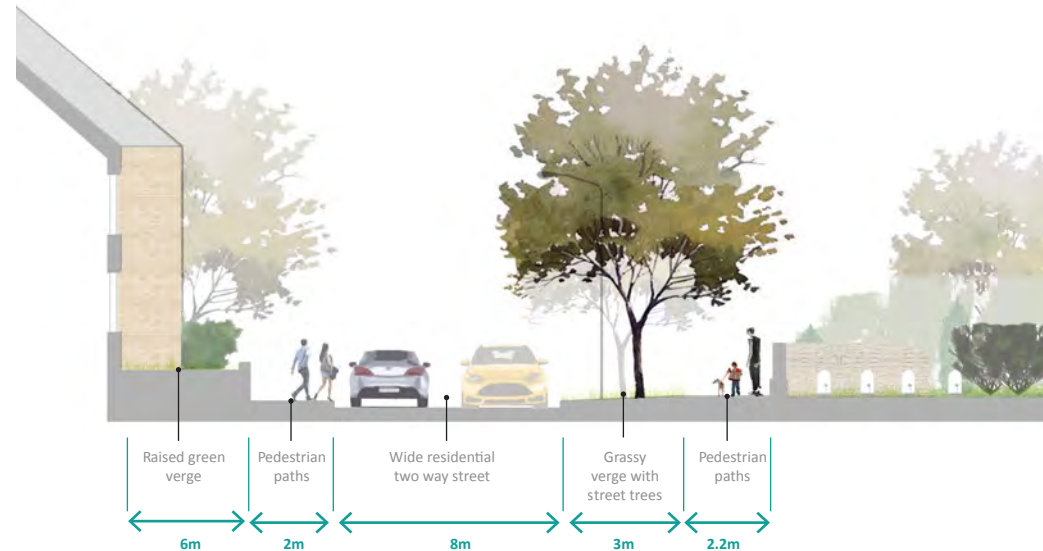 Raised green
verge
Pedestrian
paths
Wide residential
two way street
Grassy
verge with
street trees
Pedestrian
paths
6m
2m
8m
3m
2.2m